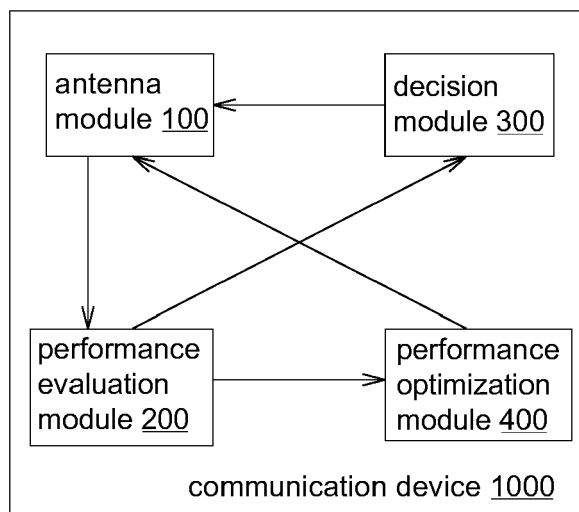 antenna
module 100
decision
module 300
performance
evaluation
module 200
performance
optimization
module 400
communication device 1000